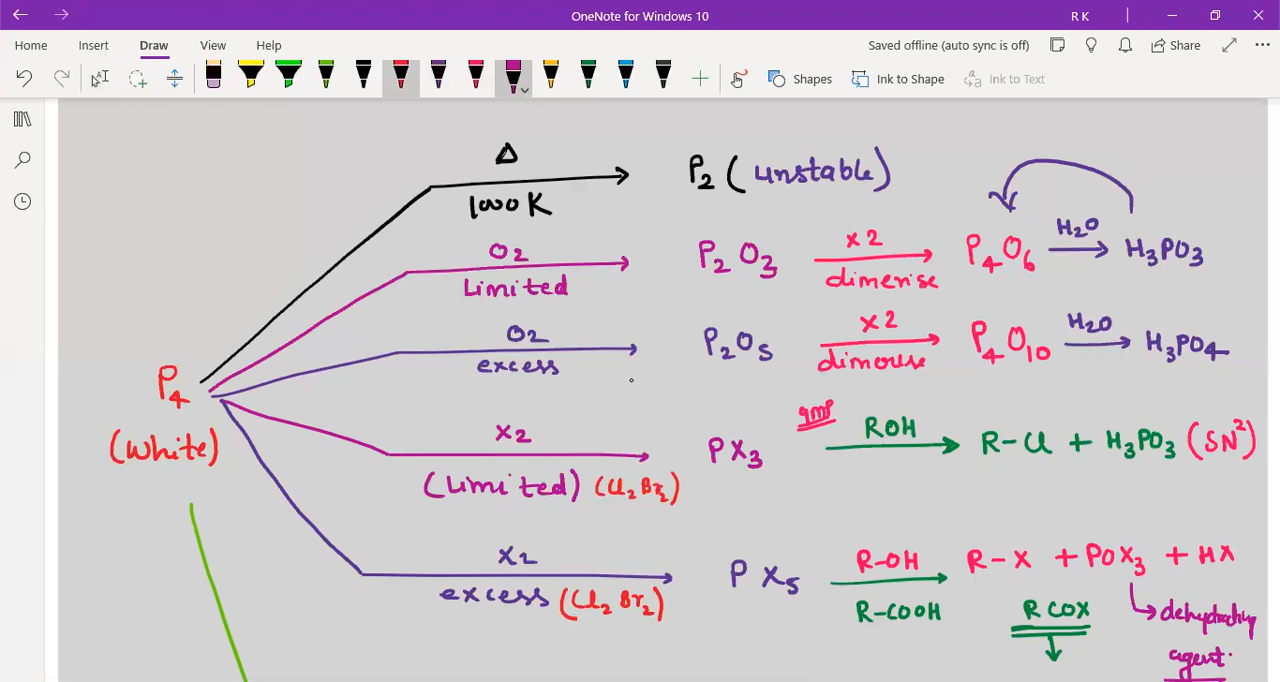 OneNote for Windows 10
R K
Home Insert Draw View Help
Saved offline (auto sync is off) Share
Shapes Ink to Shape Ink to Text
Δ
1000 K
P2 (unstable)
O2
Limited
P2O3 x2 dimerise P4O6 H2O H3PO3
O2
excess
P2O5 x2 dimerise P4O10 H2O H3PO4
P4
(White)
X2
(Limited) (Cl2 Br2)
PX3 imp ROH R-Cl + H3PO3 (SN2)
X2
excess (Cl2 Br2)
PX5 R-OH R-X + POX3 + HX
R-COOH RCOX
dehydrating
agent.